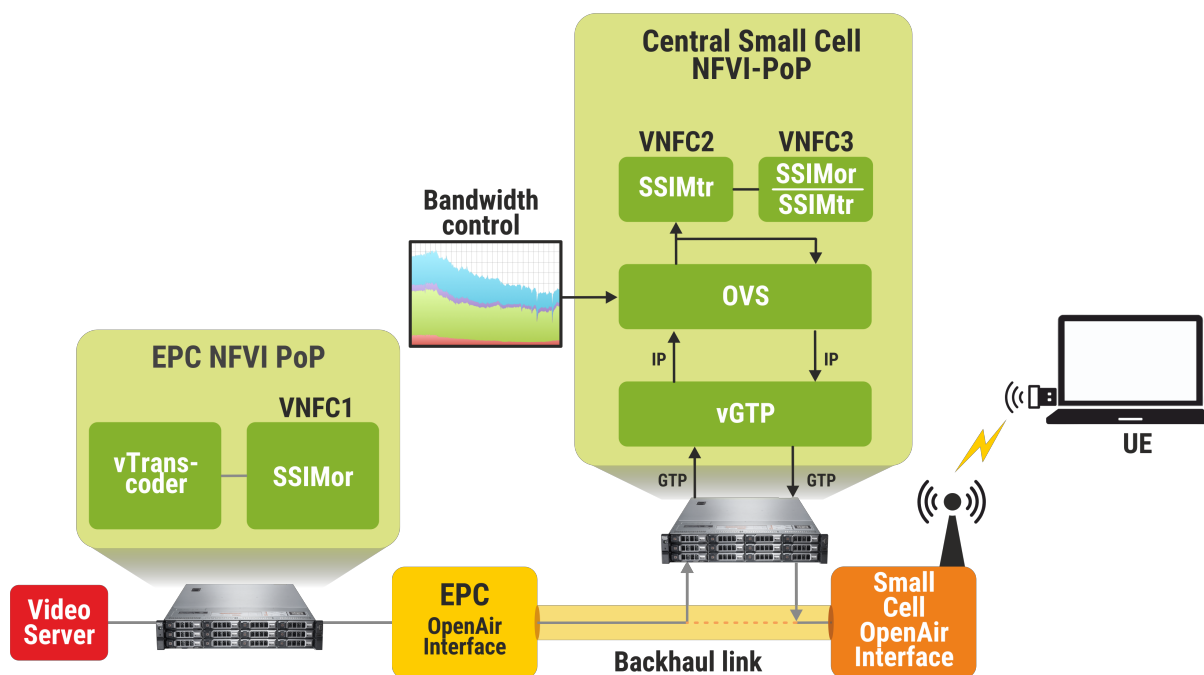 Central Small Cell
NFVI-PoP
VNFC2
VNFC3
SSIMtr
SSIMor
SSIMtr
Bandwidth
control
OVS
IP
IP
vGTP
GTP
GTP
EPC NFVI PoP
VNFC1
vTrans-
coder
SSIMor
UE
Video
Server
EPC
OpenAir
Interface
Backhaul link
Small
Cell
OpenAir
Interface